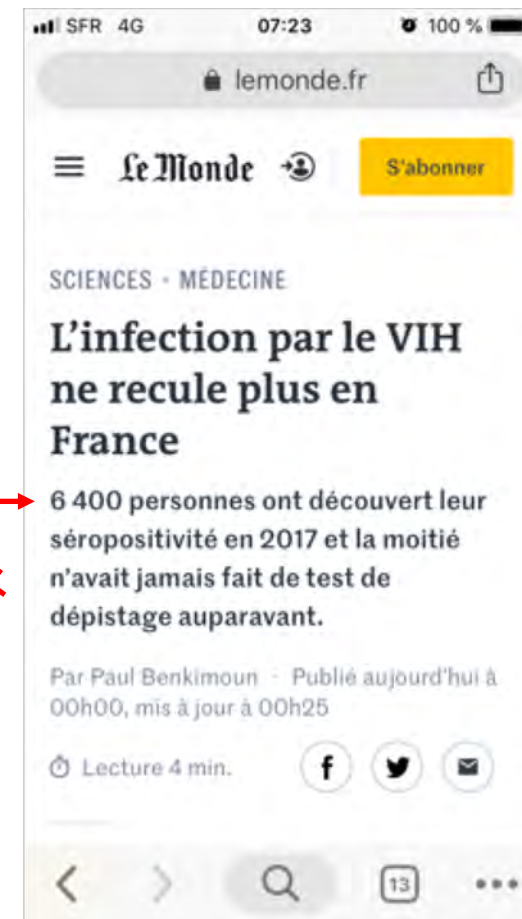 SFR 4G 07:23 100 %
lemonde.fr
Le Monde S'abonner
SCIENCES · MÉDECINE
L’infection par le VIH
ne recule plus en
France
6 400 personnes ont découvert leur
séropositivité en 2017 et la moitié
n’avait jamais fait de test de
dépistage auparavant.
Par Paul Benkimoun · Publié aujourd’hui à
00h00, mis à jour à 00h25
Lecture 4 min.
13